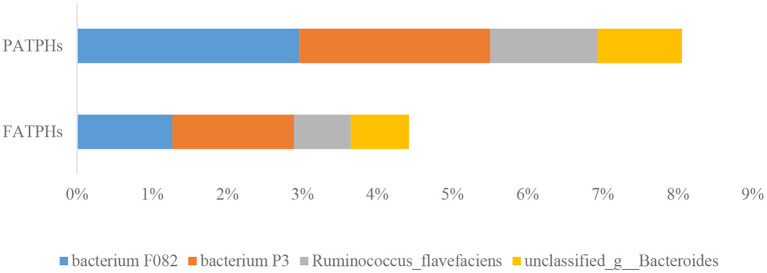 PATPHs
FATPHs
0% 1% 2% 3% 4% 5% 6% 7% 8% 9%
bacterium F082 bacterium P3 Ruminococcus_flavefaciens unclassified_g__Bacteroides